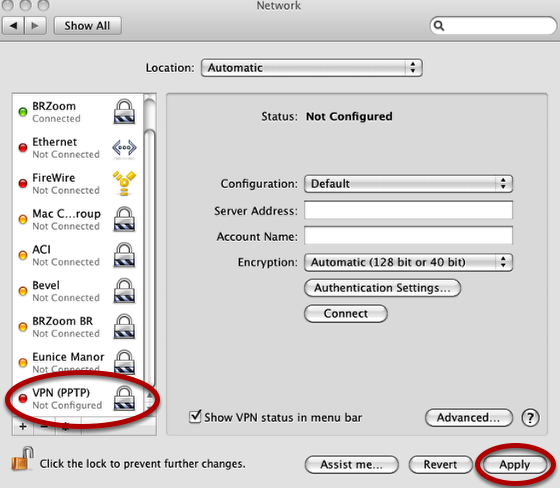 Network
Show All
Location: Automatic
BRZoom
Connected
Ethernet
Not Connected
FireWire
Not Connected
Mac C...roup
Not Connected
ACI
Not Connected
Bevel
Not Connected
BRZoom BR
Not Connected
Eunice Manor
Not Connected
VPN (PPTP)
Not Configured
Status: Not Configured
Configuration: Default
Server Address:
Account Name:
Encryption: Automatic (128 bit or 40 bit)
Authentication Settings...
Connect
Show VPN status in menu bar
Advanced...
?
Click the lock to prevent further changes.
Assist me...
Revert
Apply